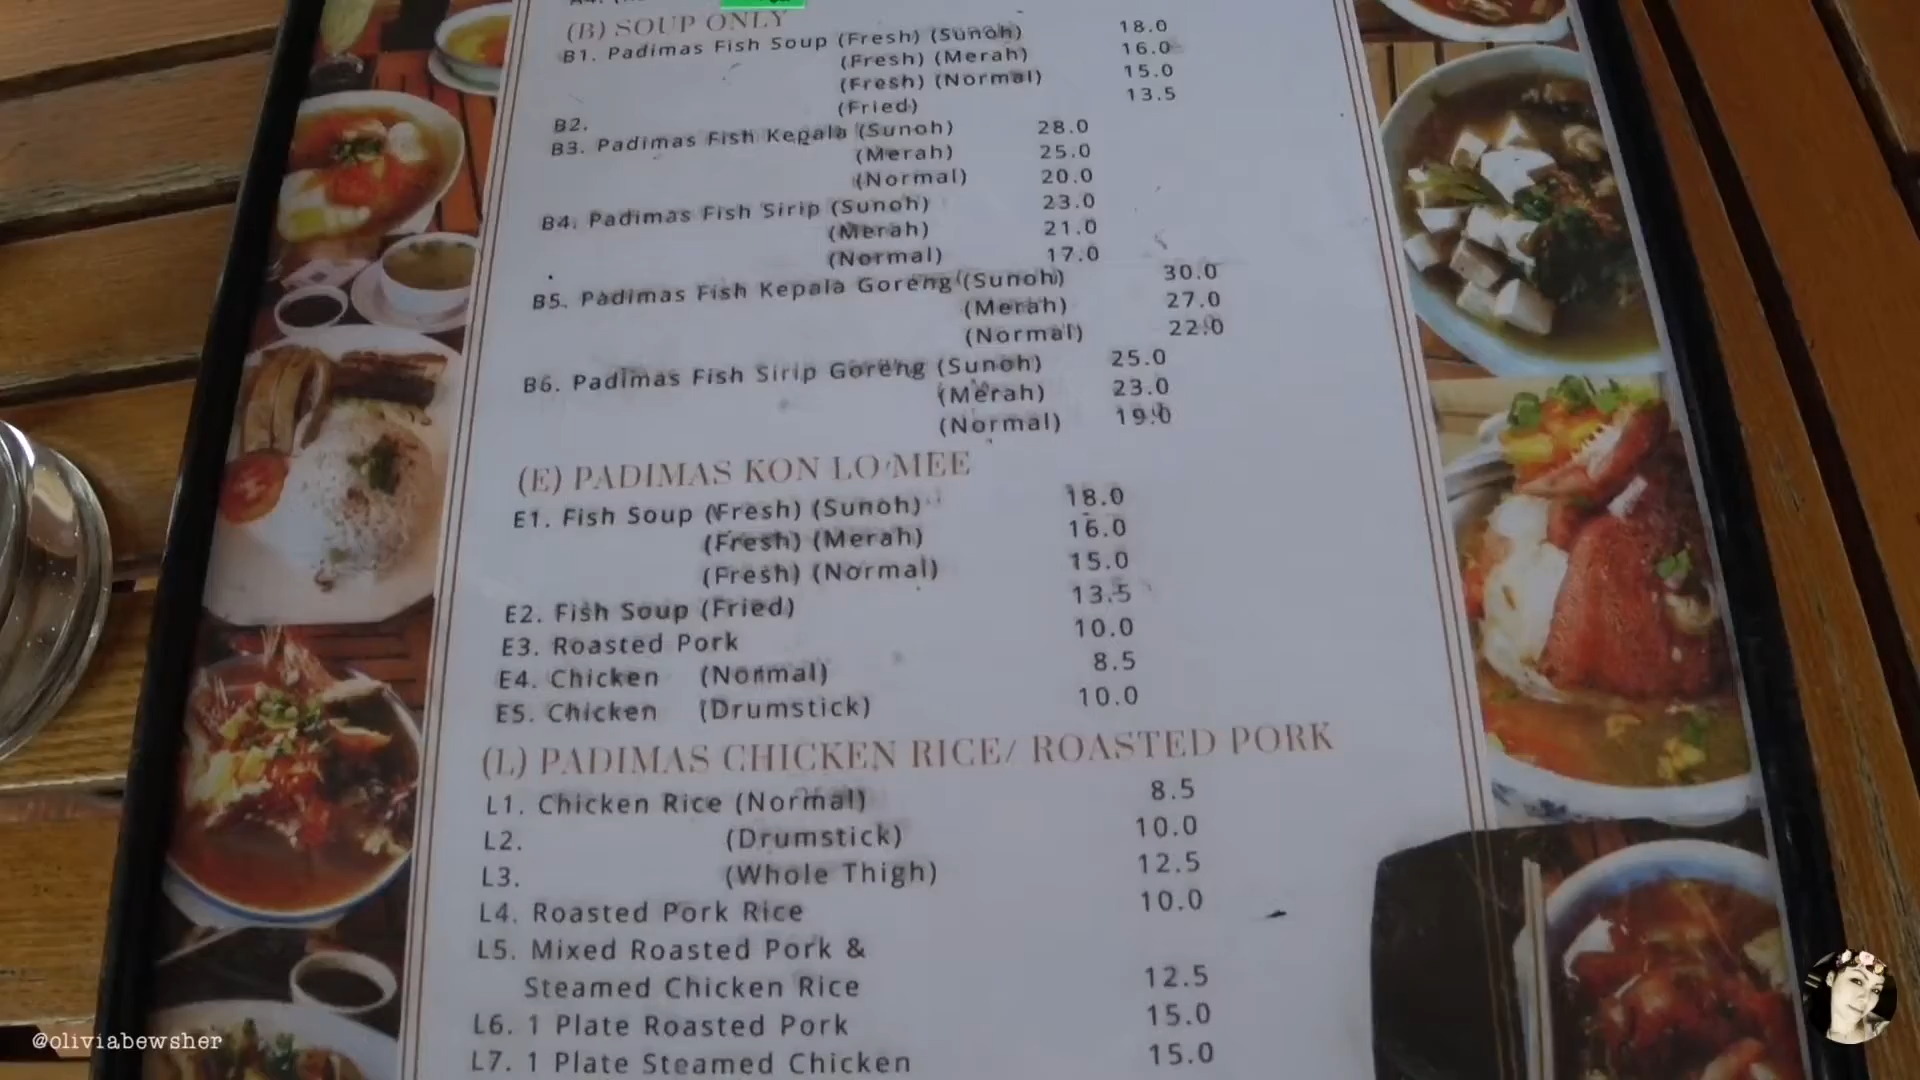 (B) SOUP ONLY
B1. Padimas Fish Soup (Fresh) (Sunoh) 18.0
(Fresh) (Merah) 16.0
(Fresh) (Normal) 15.0
B2. (Fried) 13.5
B3. Padimas Fish Kepala (Sunoh) 28.0
(Merah) 25.0
(Normal) 20.0
B4. Padimas Fish Sirip (Sunoh) 23.0
(Merah) 21.0
(Normal) 17.0
B5. Padimas Fish Kepala Goreng (Sunoh) 30.0
(Merah) 27.0
(Normal) 22.0
B6. Padimas Fish Sirip Goreng (Sunoh) 25.0
(Merah) 23.0
(Normal) 19.0
(E) PADIMAS KON LO MEE
E1. Fish Soup (Fresh) (Sunoh) 18.0
(Fresh) (Merah) 16.0
(Fresh) (Normal) 15.0
E2. Fish Soup (Fried) 13.5
E3. Roasted Pork 10.0
E4. Chicken (Normal) 8.5
E5. Chicken (Drumstick) 10.0
(L) PADIMAS CHICKEN RICE/ ROASTED PORK
L1. Chicken Rice (Normal) 8.5
L2. (Drumstick) 10.0
L3. (Whole Thigh) 12.5
L4. Roasted Pork Rice 10.0
L5. Mixed Roasted Pork &
Steamed Chicken Rice 12.5
L6. 1 Plate Roasted Pork 15.0
L7. 1 Plate Steamed Chicken 15.0
@oliviabewsher